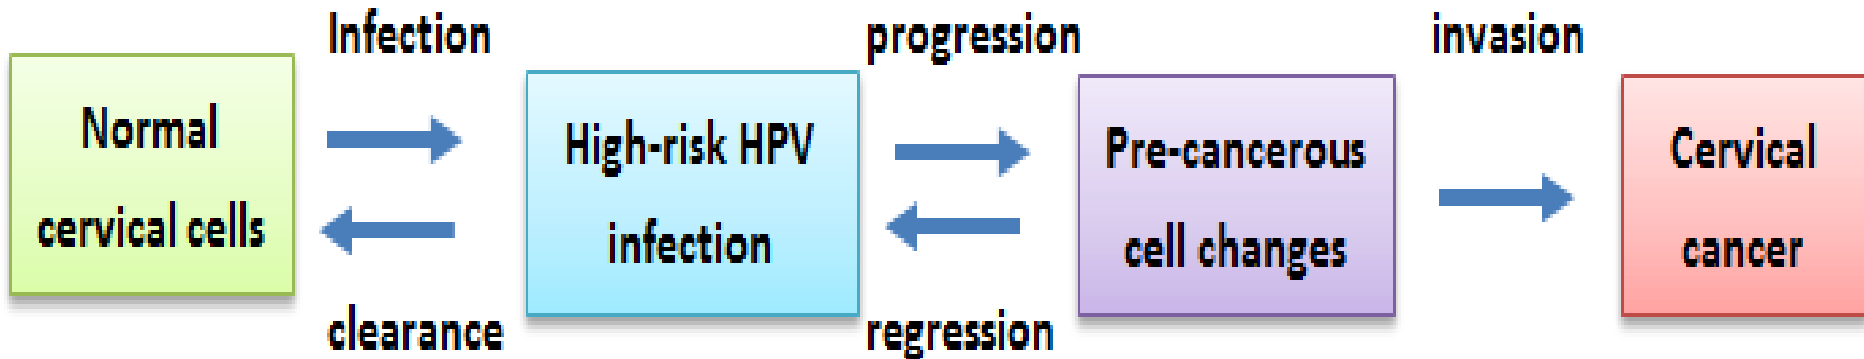 Infection
progression
invasion
Normal
cervical cells
High-risk HPV
infection
Pre-cancerous
cell changes
Cervical
cancer
clearance
regression